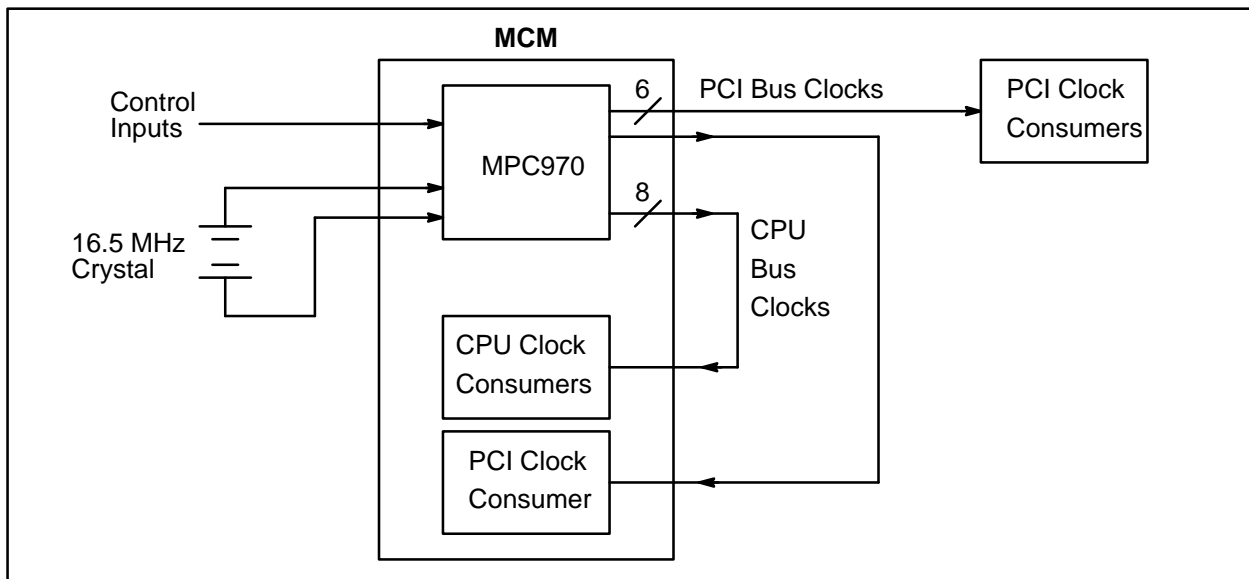 MCM
Control
Inputs
6
PCI Bus Clocks
PCI Clock
Consumers
MPC970
8
16.5 MHz
Crystal
CPU
Bus
Clocks
CPU Clock
Consumers
PCI Clock
Consumer